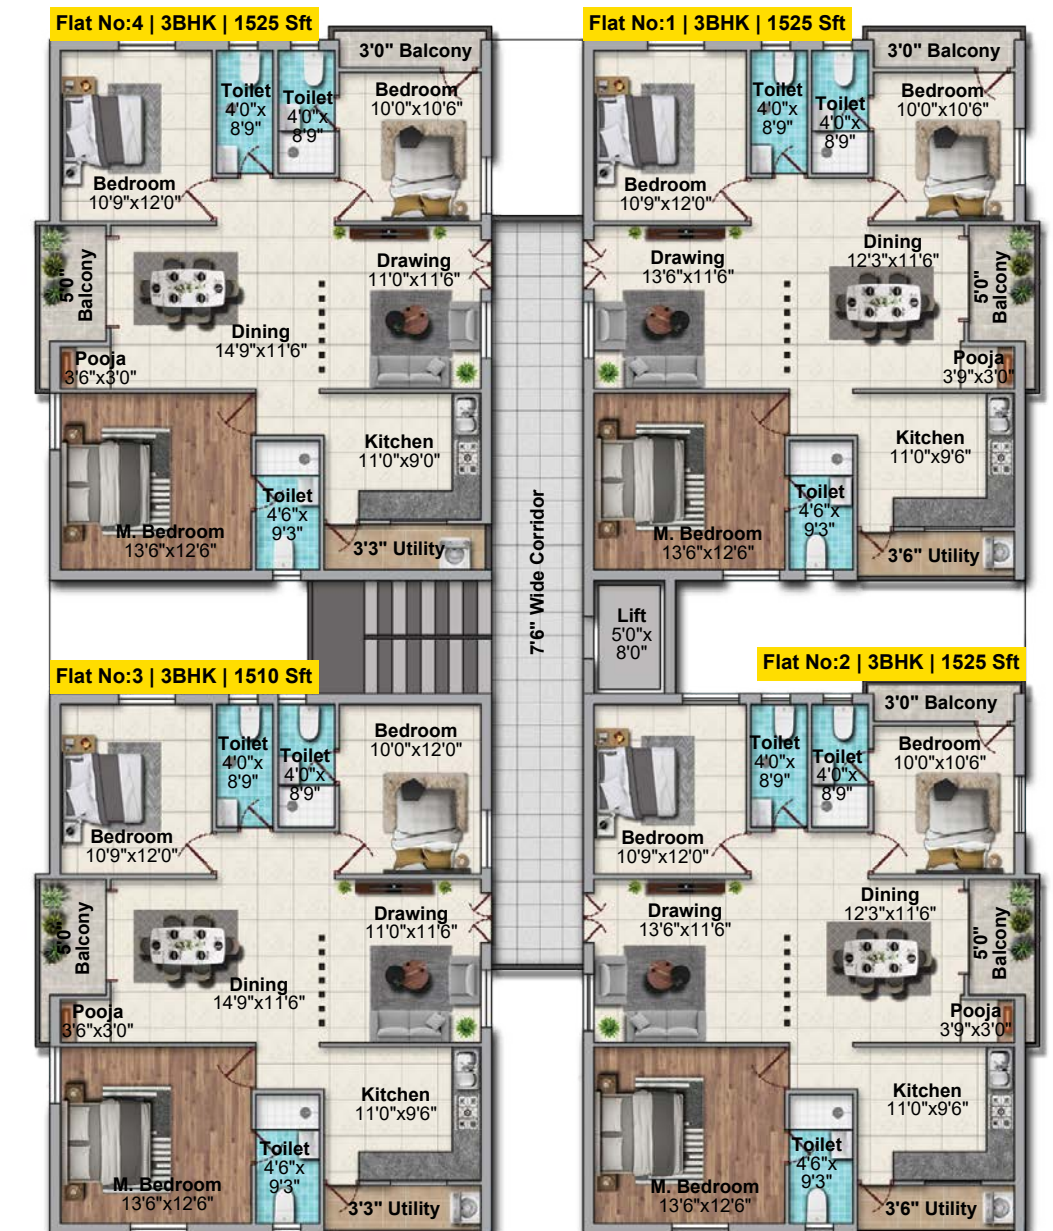 Flat No:4 | 3BHK | 1525 Sft
3'0" Balcony
Toilet
4'0"x
8'9"
Toilet
4'0"x
8'9"
Bedroom
10'0"x10'6"
Bedroom
10'9"x12'0"
5'0"
Balcony
Drawing
11'0"x11'6"
Dining
14'9"x11'6"
Pooja
3'6"x3'0"
Kitchen
11'0"x9'0"
Toilet
4'6"x
9'3"
M. Bedroom
13'6"x12'6"
3'3" Utility
Flat No:1 | 3BHK | 1525 Sft
3'0" Balcony
Toilet
4'0"x
8'9"
Toilet
4'0"x
8'9"
Bedroom
10'0"x10'6"
Bedroom
10'9"x12'0"
Drawing
13'6"x11'6"
Dining
12'3"x11'6"
5'0"
Balcony
Pooja
3'9"x3'0"
Kitchen
11'0"x9'6"
Toilet
4'6"x
9'3"
M. Bedroom
13'6"x12'6"
3'6" Utility
7'6" Wide Corridor
Lift
5'0"x
8'0"
Flat No:3 | 3BHK | 1510 Sft
Toilet
4'0"x
8'9"
Toilet
4'0"x
8'9"
Bedroom
10'0"x12'0"
Bedroom
10'9"x12'0"
5'0"
Balcony
Drawing
11'0"x11'6"
Dining
14'9"x11'6"
Pooja
3'6"x3'0"
Kitchen
11'0"x9'6"
Toilet
4'6"x
9'3"
M. Bedroom
13'6"x12'6"
3'3" Utility
Flat No:2 | 3BHK | 1525 Sft
3'0" Balcony
Toilet
4'0"x
8'9"
Toilet
4'0"x
8'9"
Bedroom
10'0"x10'6"
Bedroom
10'9"x12'0"
Drawing
13'6"x11'6"
Dining
12'3"x11'6"
5'0"
Balcony
Pooja
3'9"x3'0"
Kitchen
11'0"x9'6"
Toilet
4'6"x
9'3"
M. Bedroom
13'6"x12'6"
3'6" Utility